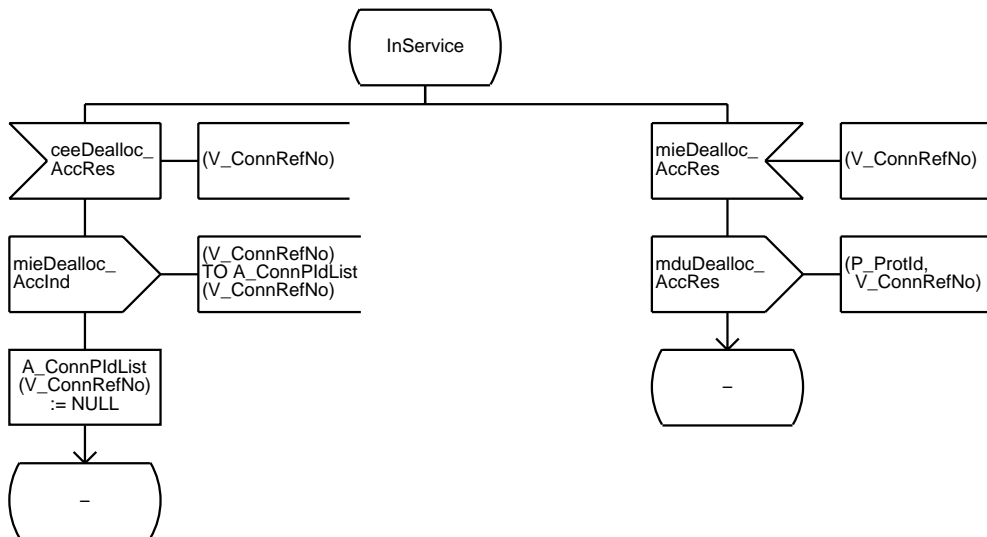 InService
ceeDealloc_
AccRes
(V_ConnRefNo)
mieDealloc_
AccRes
(V_ConnRefNo)
mieDealloc_
AccInd
(V_ConnRefNo)
TO A_ConnPIdList
(V_ConnRefNo)
mduDealloc_
AccRes
(P_ProtId,
V_ConnRefNo)
A_ConnPIdList
(V_ConnRefNo)
:= NULL
–
–